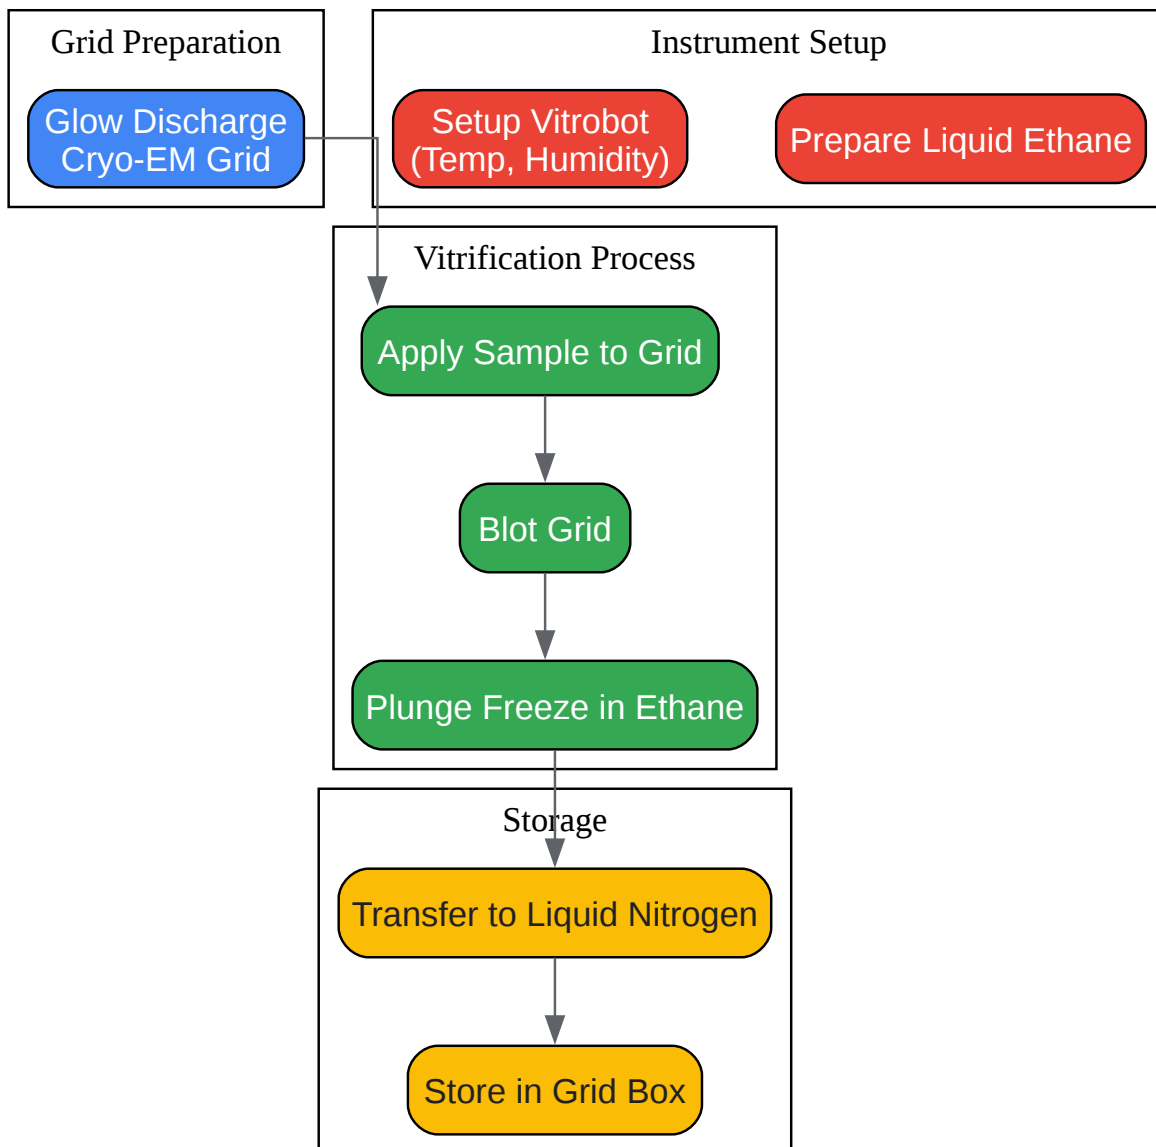 Grid Preparation
Glow Discharge
Cryo-EM Grid
Instrument Setup
Setup Vitrobot
(Temp, Humidity)
Prepare Liquid Ethane
Vitrification Process
Apply Sample to Grid
Blot Grid
Plunge Freeze in Ethane
Storage
Transfer to Liquid Nitrogen
Store in Grid Box